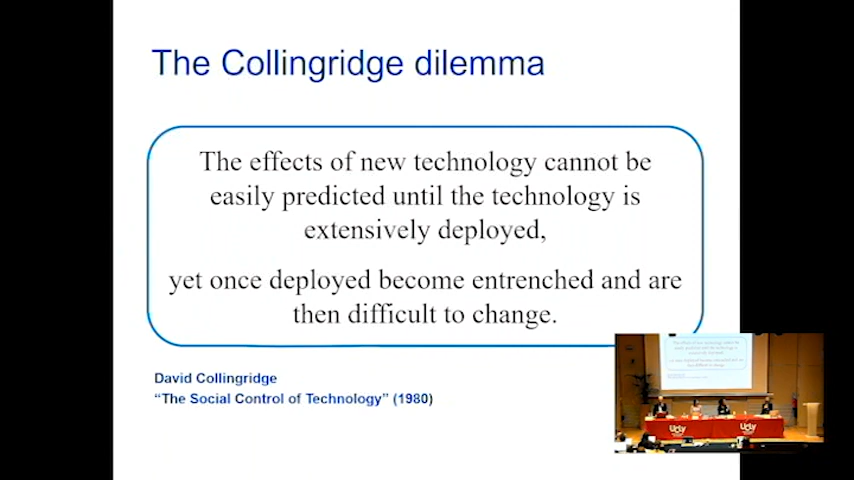 The Collingridge dilemma
The effects of new technology cannot be
easily predicted until the technology is
extensively deployed,
yet once deployed become entrenched and are
then difficult to change.
David Collingridge
“The Social Control of Technology” (1980)